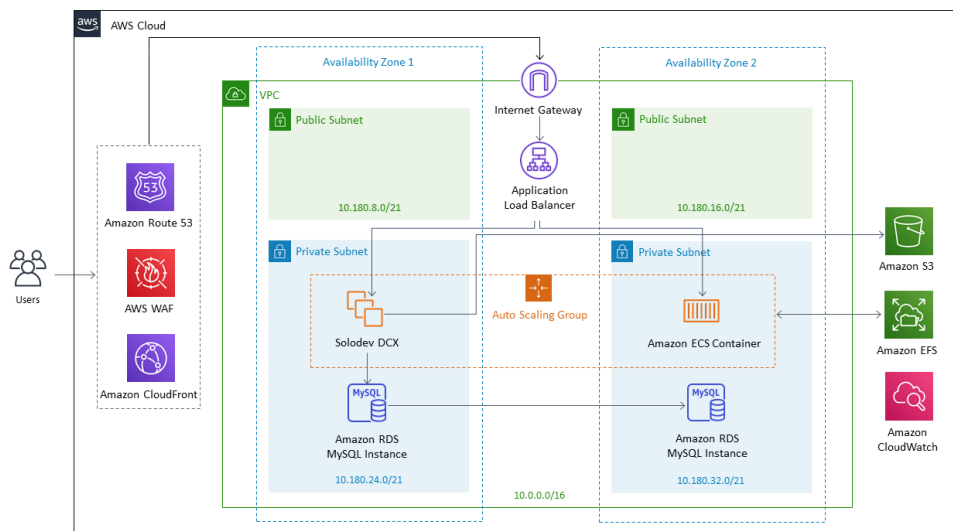 aws
AWS Cloud
Availability Zone 1
Availability Zone 2
VPC
Internet Gateway
Public Subnet
Public Subnet
53
Amazon Route 53
Application
Load Balancer
10.180.8.0/21
10.180.16.0/21
Private Subnet
Private Subnet
Amazon S3
Users
AWS WAF
Auto Scaling Group
Solodev DCX
Amazon ECS Container
Amazon EFS
Amazon CloudFront
MySQL
MySQL
Amazon RDS
MySQL Instance
Amazon RDS
MySQL Instance
Amazon
CloudWatch
10.180.24.0/21
10.180.32.0/21
10.0.0.0/16